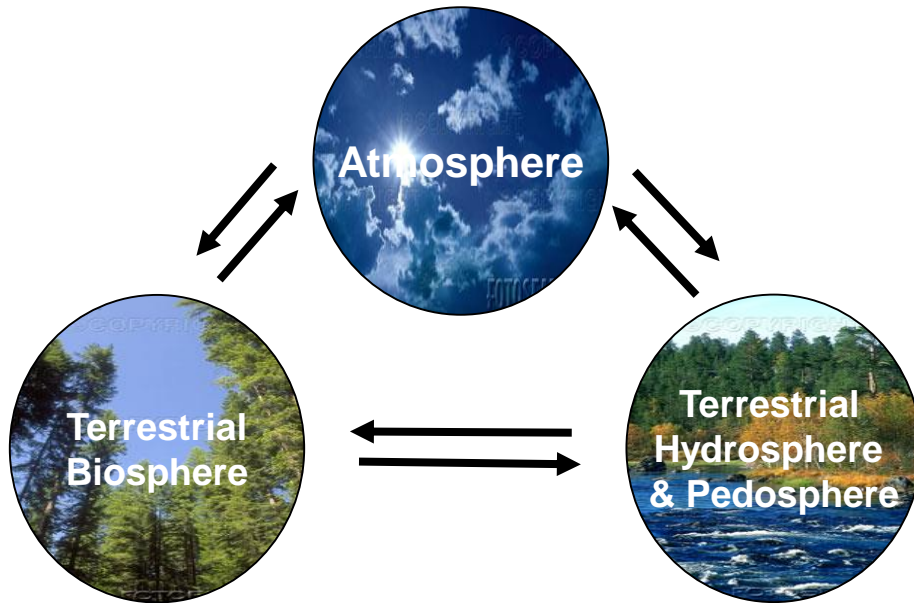 Atmosphere
Terrestrial
Biosphere
Terrestrial
Hydrosphere
& Pedosphere